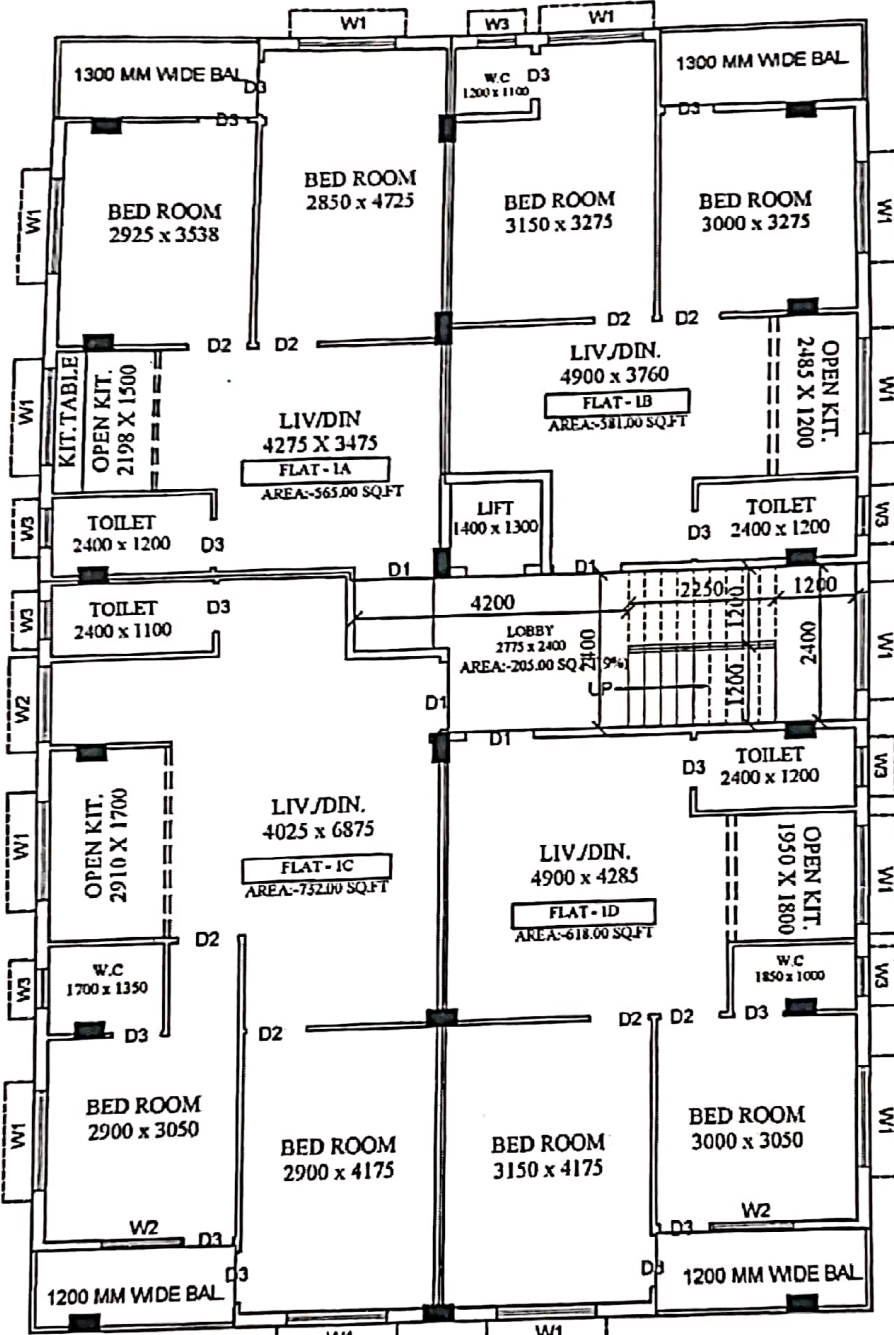 W1
W3
W1
1300 MM WIDE BAL
D3
W.C
1200 x 1100
D3
1300 MM WIDE BAL
D3
D3
W1
BED ROOM
2925 x 3538
BED ROOM
2850 x 4725
BED ROOM
3150 x 3275
BED ROOM
3000 x 3275
W1
D2
D2
D2
D2
W1
KIT.TABLE
OPEN KIT.
2198 X 1500
LIV/DIN
4275 X 3475
FLAT - 1A
AREA:-565.00 SQ.FT
LIV./DIN.
4900 x 3760
FLAT - 1B
AREA:-581.00 SQ.FT
OPEN KIT.
2485 X 1200
W1
W3
TOILET
2400 x 1200
D3
LIFT
1400 x 1300
D3
TOILET
2400 x 1200
W3
D1
D1
W3
TOILET
2400 x 1100
D3
4200
2250
1200
1200
LOBBY
2775 x 2400
AREA:-205.00 SQ
9%)
2400
1200
2400
UP
W1
W2
D1
D1
D3
TOILET
2400 x 1200
W3
W1
OPEN KIT.
2910 X 1700
LIV./DIN.
4025 x 6875
FLAT - 1C
AREA:-732.00 SQ.FT
LIV./DIN.
4900 x 4285
FLAT - 1D
AREA:-618.00 SQ.FT
OPEN KIT.
1950 X 1800
W1
D2
W3
W.C
1700 x 1350
W.C
1850 x 1000
W3
D3
D2
D2
D2
D3
W1
BED ROOM
2900 x 3050
BED ROOM
2900 x 4175
BED ROOM
3150 x 4175
BED ROOM
3000 x 3050
W1
W2
D3
D3
W2
1200 MM WIDE BAL
D3
D3
1200 MM WIDE BAL
W1
W1